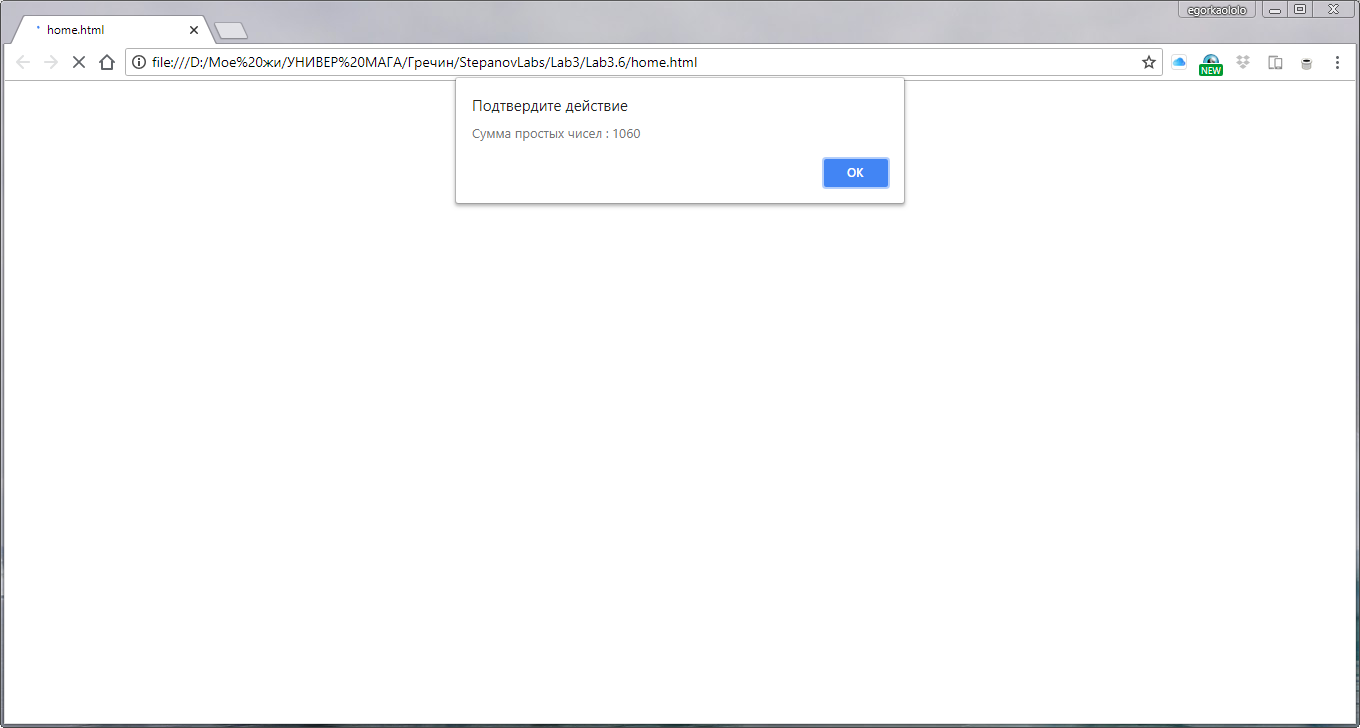 egorkaololo
home.html
file:///D:/Мое%20жи/УНИВЕР%20МАГА/Гречин/StepanovLabs/Lab3/Lab3.6/home.html
NEW
Подтвердите действие
Сумма простых чисел : 1060
ОК